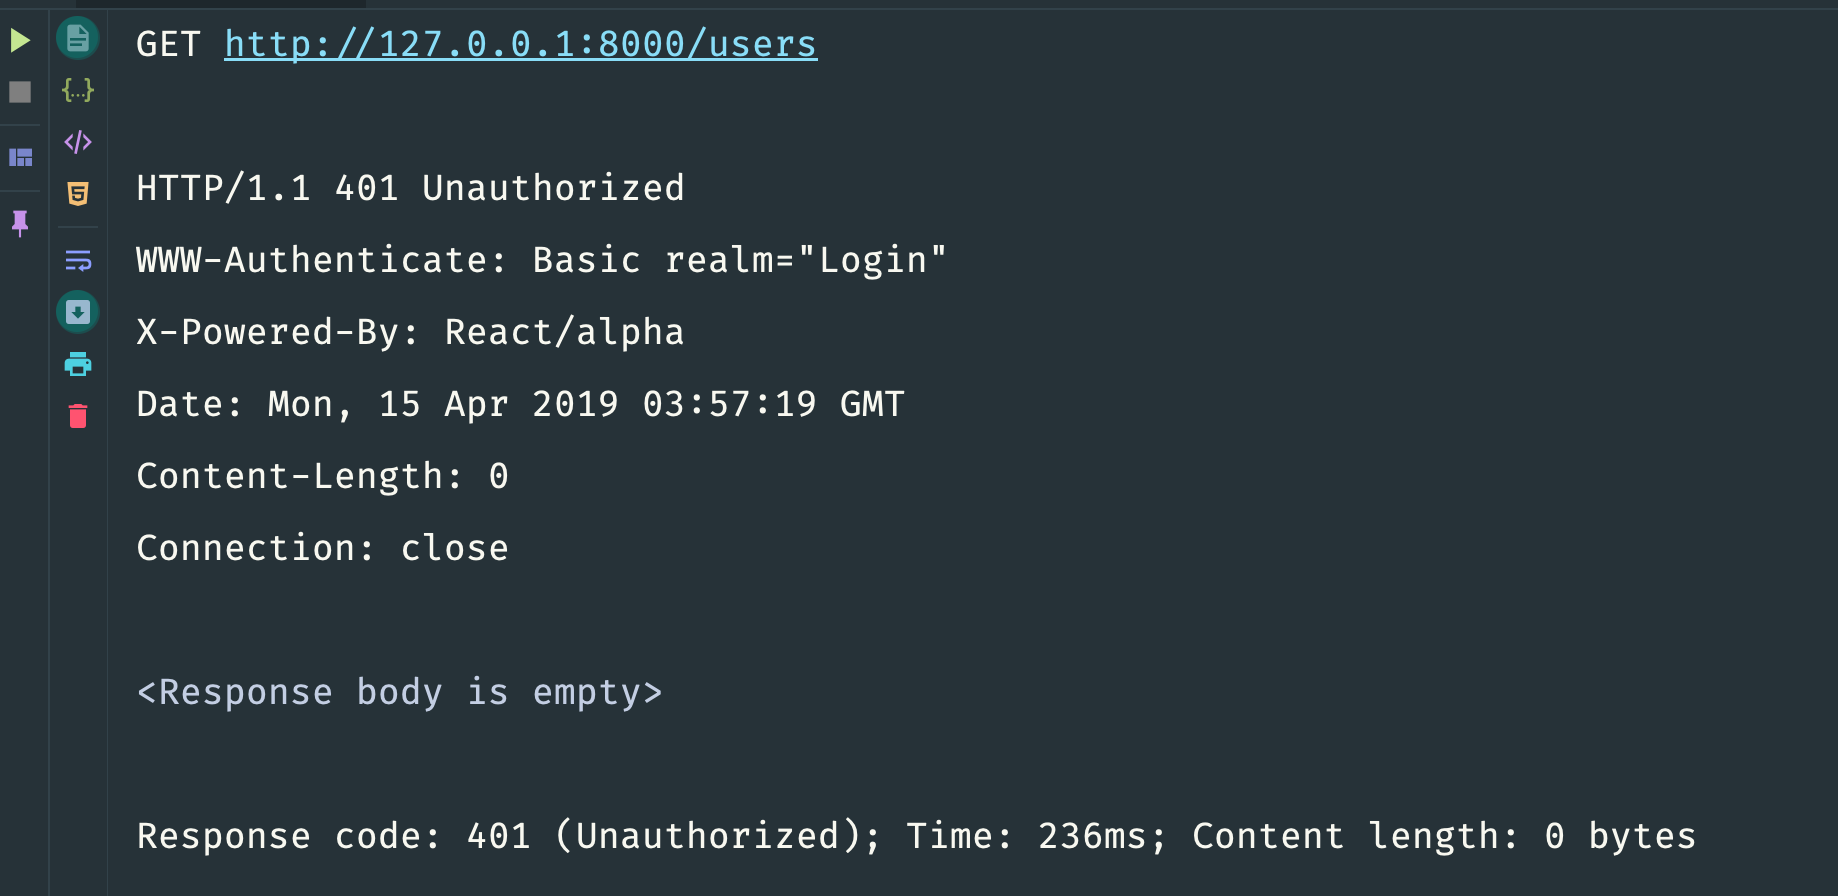 GET http://127.0.0.1:8000/users
HTTP/1.1 401 Unauthorized
WWW-Authenticate: Basic realm="Login"
X-Powered-By: React/alpha
Date: Mon, 15 Apr 2019 03:57:19 GMT
Content-Length: 0
Connection: close
<Response body is empty>
Response code: 401 (Unauthorized); Time: 236ms; Content length: 0 bytes